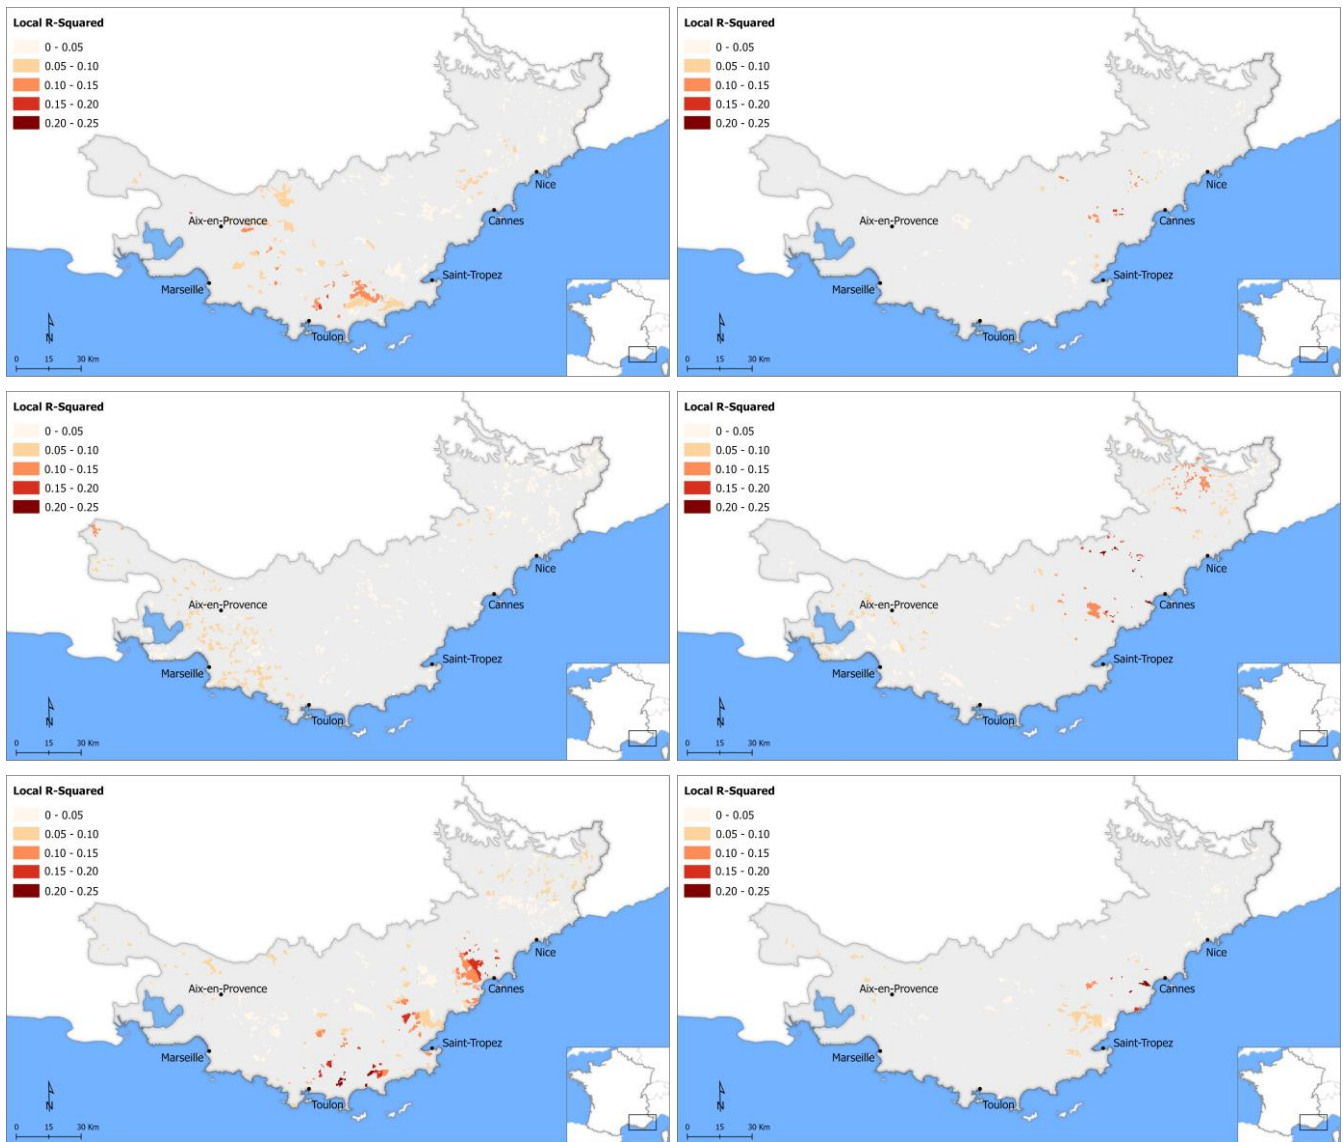 Local R-Squared
0 - 0.05
0.05 - 0.10
0.10 - 0.15
0.15 - 0.20
0.20 - 0.25
Nice
Aix-en-Provence
Cannes
Saint-Tropez
Marseille
Toulon
N
0 15 30 Km
Local R-Squared
0 - 0.05
0.05 - 0.10
0.10 - 0.15
0.15 - 0.20
0.20 - 0.25
Nice
Aix-en-Provence
Cannes
Saint-Tropez
Marseille
Toulon
N
0 15 30 Km
Local R-Squared
0 - 0.05
0.05 - 0.10
0.10 - 0.15
0.15 - 0.20
0.20 - 0.25
Nice
Aix-en-Provence
Cannes
Saint-Tropez
Marseille
Toulon
N
0 15 30 Km
Local R-Squared
0 - 0.05
0.05 - 0.10
0.10 - 0.15
0.15 - 0.20
0.20 - 0.25
Nice
Aix-en-Provence
Cannes
Saint-Tropez
Marseille
Toulon
N
0 15 30 Km
Local R-Squared
0 - 0.05
0.05 - 0.10
0.10 - 0.15
0.15 - 0.20
0.20 - 0.25
Nice
Aix-en-Provence
Cannes
Saint-Tropez
Marseille
Toulon
N
0 15 30 Km
Local R-Squared
0 - 0.05
0.05 - 0.10
0.10 - 0.15
0.15 - 0.20
0.20 - 0.25
Nice
Aix-en-Provence
Cannes
Saint-Tropez
Marseille
Toulon
N
0 15 30 Km